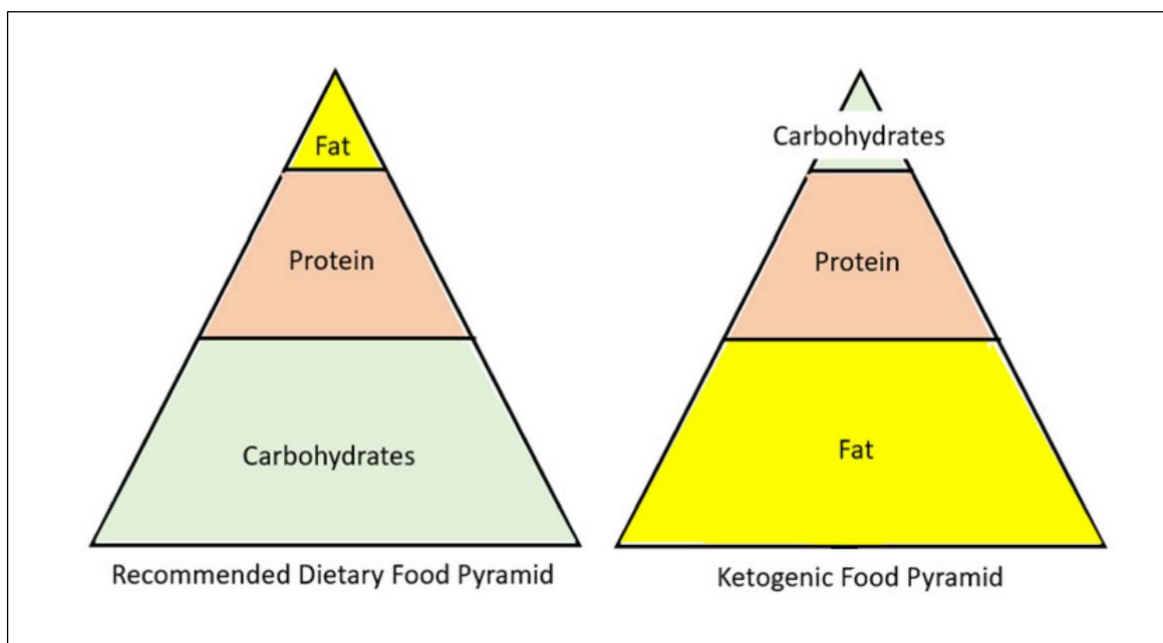 Fat
Protein
Carbohydrates
Recommended Dietary Food Pyramid
Carbohydrates
Protein
Fat
Ketogenic Food Pyramid